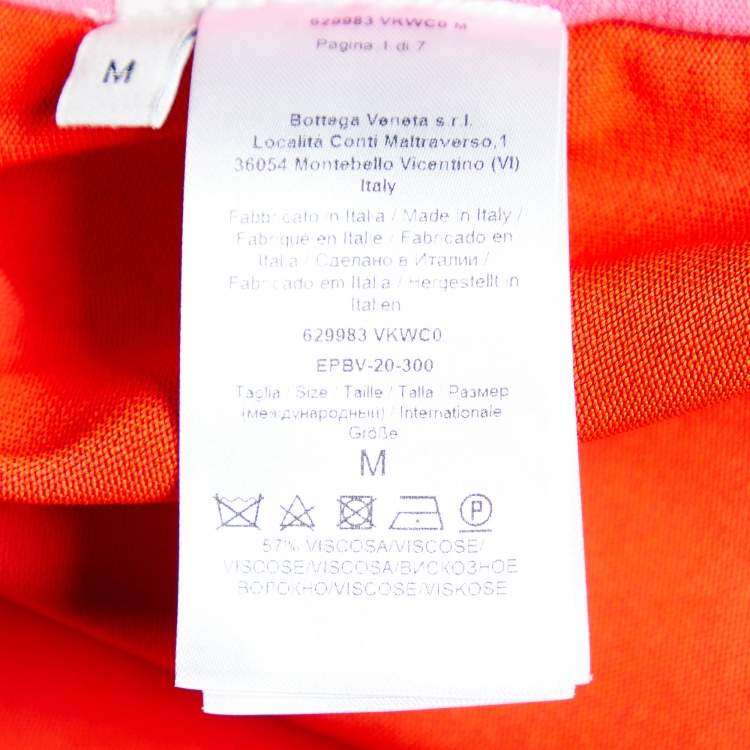 M
629983 VKWC0 M
Pagina 1 di 7
Bottega Veneta s.r.l.
Località Conti Maltraverso,1
36054 Montebello Vicentino (VI)
Italy
Fabbricato in Italia / Made in Italy /
Fabriqué en Italie / Fabricado en
Italia / Сделано в Италии /
Fabricado em Itália / Hergestellt in
Italien
629983 VKWC0
EPBV-20-300
Taglia / Size / Taille / Talla / Размер
(международный) / Internationale
Größe
M
P
57% VISCOSA/VISCOSE/
VISCOSE/VISCOSA/ВИСКОЗНОЕ
ВОЛОКНО/VISCOSE/VISKOSE